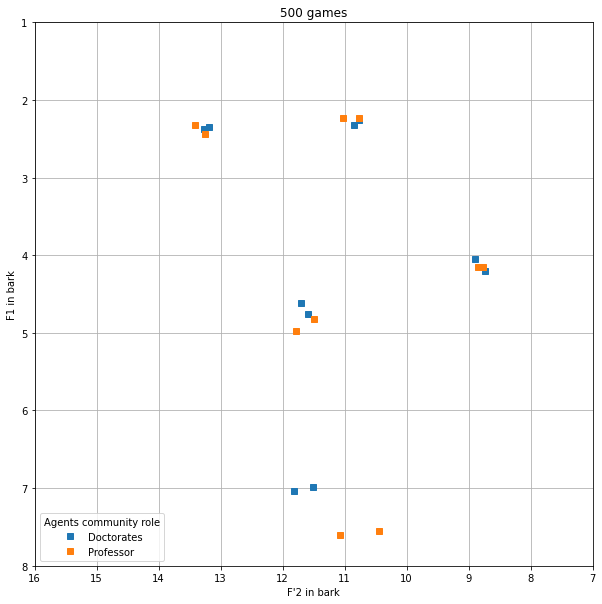 500 games
1
2
3
4
5
6
7
8
F1 in bark
Agents community role
Doctorates
Professor
16 15 14 13 12 11 10 9 8 7
F'2 in bark